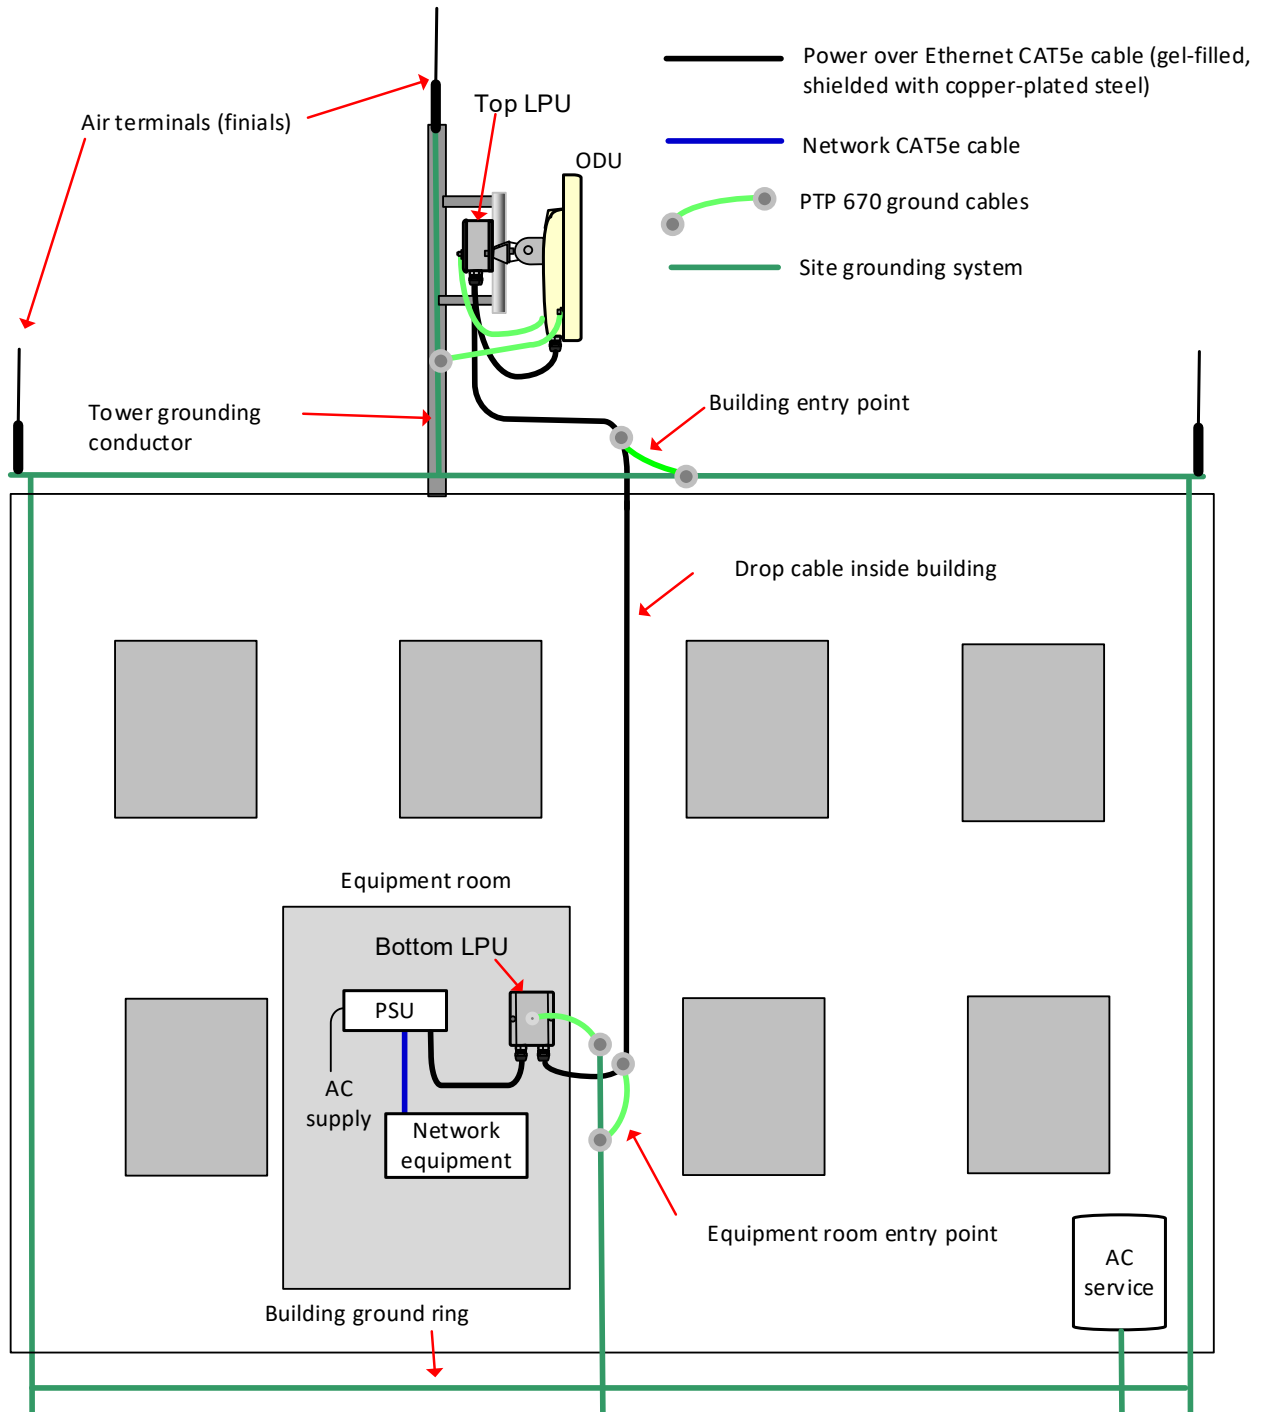 Power over Ethernet CAT5e cable (gel-filled,
shielded with copper-plated steel)
Top LPU
Air terminals (finials)
Network CAT5e cable
ODU
PTP 670 ground cables
Site grounding system
Tower grounding
conductor
Building entry point
Drop cable inside building
Equipment room
Bottom LPU
PSU
AC
supply
Network
equipment
Equipment room entry point
AC
service
Building ground ring